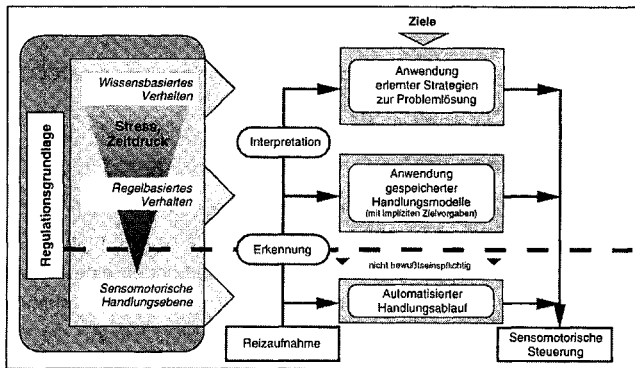 Ziele
Regulationsgrundlage
Wissensbasiertes
Verhalten
Stress,
Zeitdruck
Regelbasiertes
Verhalten
Sensomotorische
Handlungsebene
Interpretation
Erkennung
Reizaufnahme
Anwendung
erlernter Strategien
zur Problemlösung
Anwendung
gespeicherter
Handlungsmodelle
(mit impliziten Zielvorgaben)
nicht bewußtseinspflichtig
Automatisierter
Handlungsablauf
Sensomotorische
Steuerung